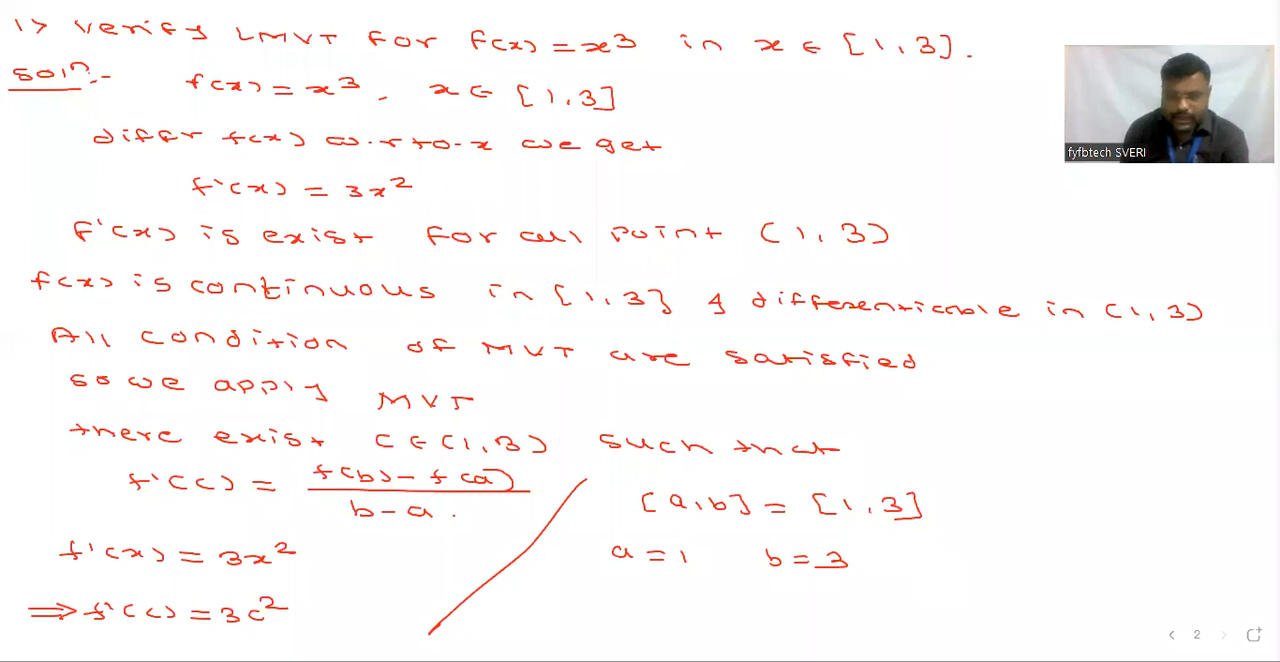 1> Verify LMVT for f(x) = x³ in x ∈ [1,3].
Soln:-
f(x) = x³, x ∈ [1,3]
differ f(x) w.r.to.x we get
f'(x) = 3x²
f'(x) is exist for all point (1,3)
f(x) is continuous in [1,3] & differentiable in (1,3)
All condition of MVT are satisfied
so we apply MVT
there exist c ∈ (1,3) such that
f'(c) = f(b) - f(a) / b - a .
[a,b] = [1,3]
a = 1 b = 3
f'(x) = 3x²
⇒ f'(c) = 3c²
fyfbtech SVERI
2